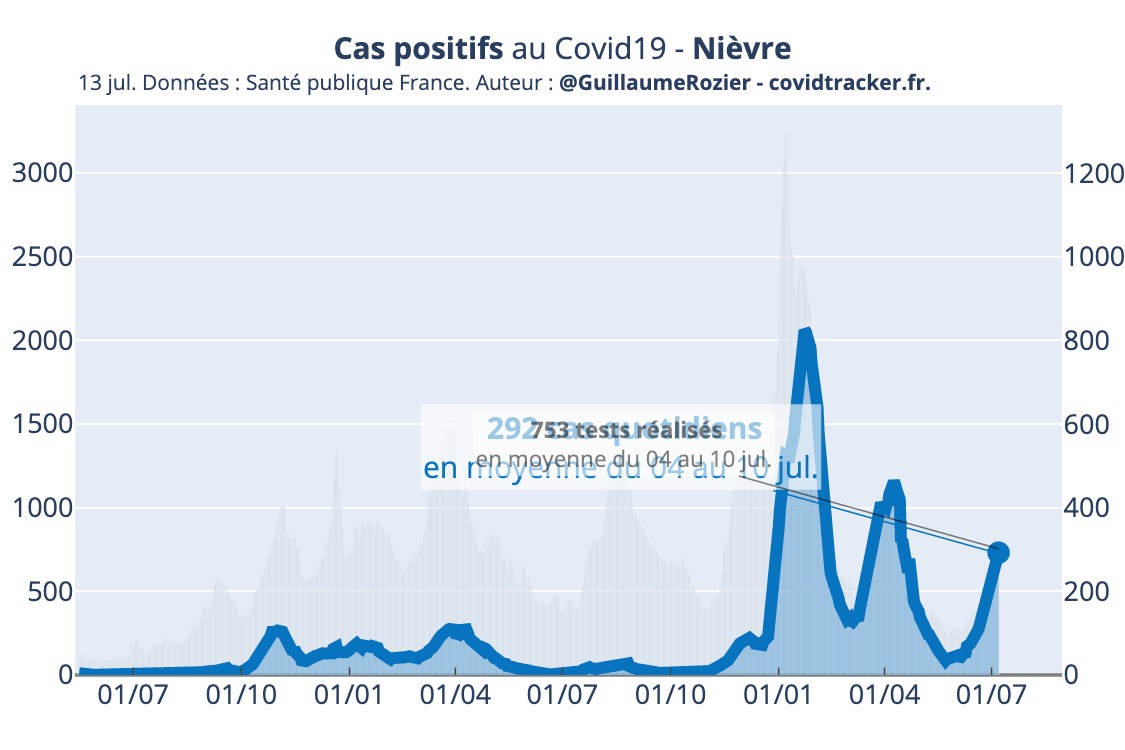 Cas positifs au Covid19 - Nièvre
13 jul. Données : Santé publique France. Auteur : @GuillaumeRozier - covidtracker.fr.
3000 1200
2500 1000
2000 800
1500 600
292 cas quotidiens
753 tests réalisés
en moyenne du 04 au 10 jul.
en moyenne du 04 au 10 jul.
1000 400
500 200
0 0
01/07 01/10 01/01 01/04 01/07 01/10 01/01 01/04 01/07